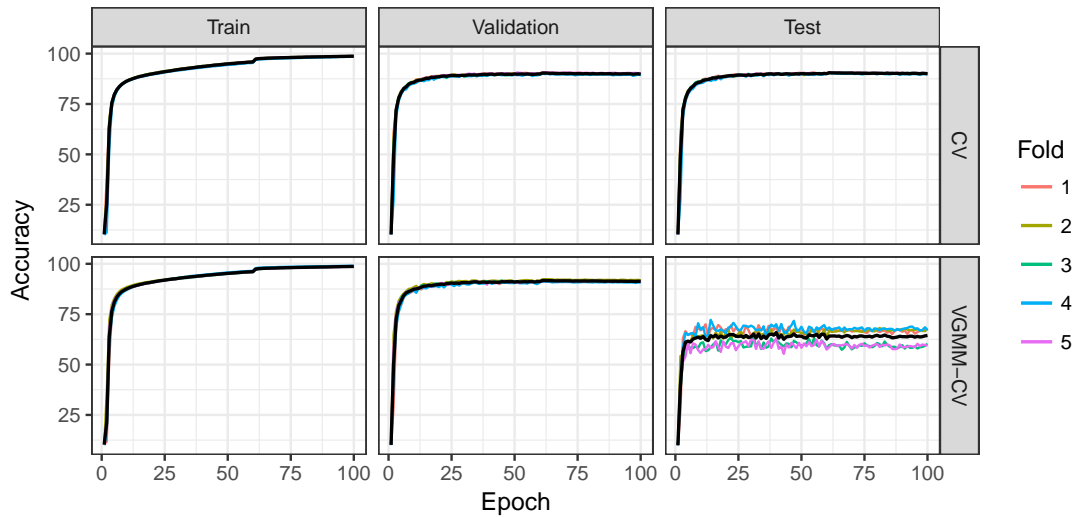 Train Validation Test
100
75
50
25
CV
100
75
50
25
VGMM−CV
0 25 50 75 100 0 25 50 75 100 0 25 50 75 100
Epoch
Accuracy
Fold
1
2
3
4
5